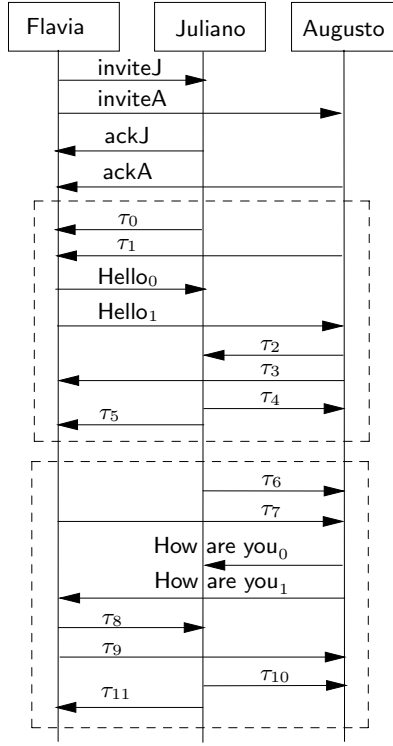 Flavia Juliano Augusto
inviteJ
inviteA
ackJ
ackA
τ₀
τ₁
Hello₀
Hello₁
τ₂
τ₃
τ₄
τ₅
τ₆
τ₇
How are you₀
How are you₁
τ₈
τ₉
τ₁₀
τ₁₁